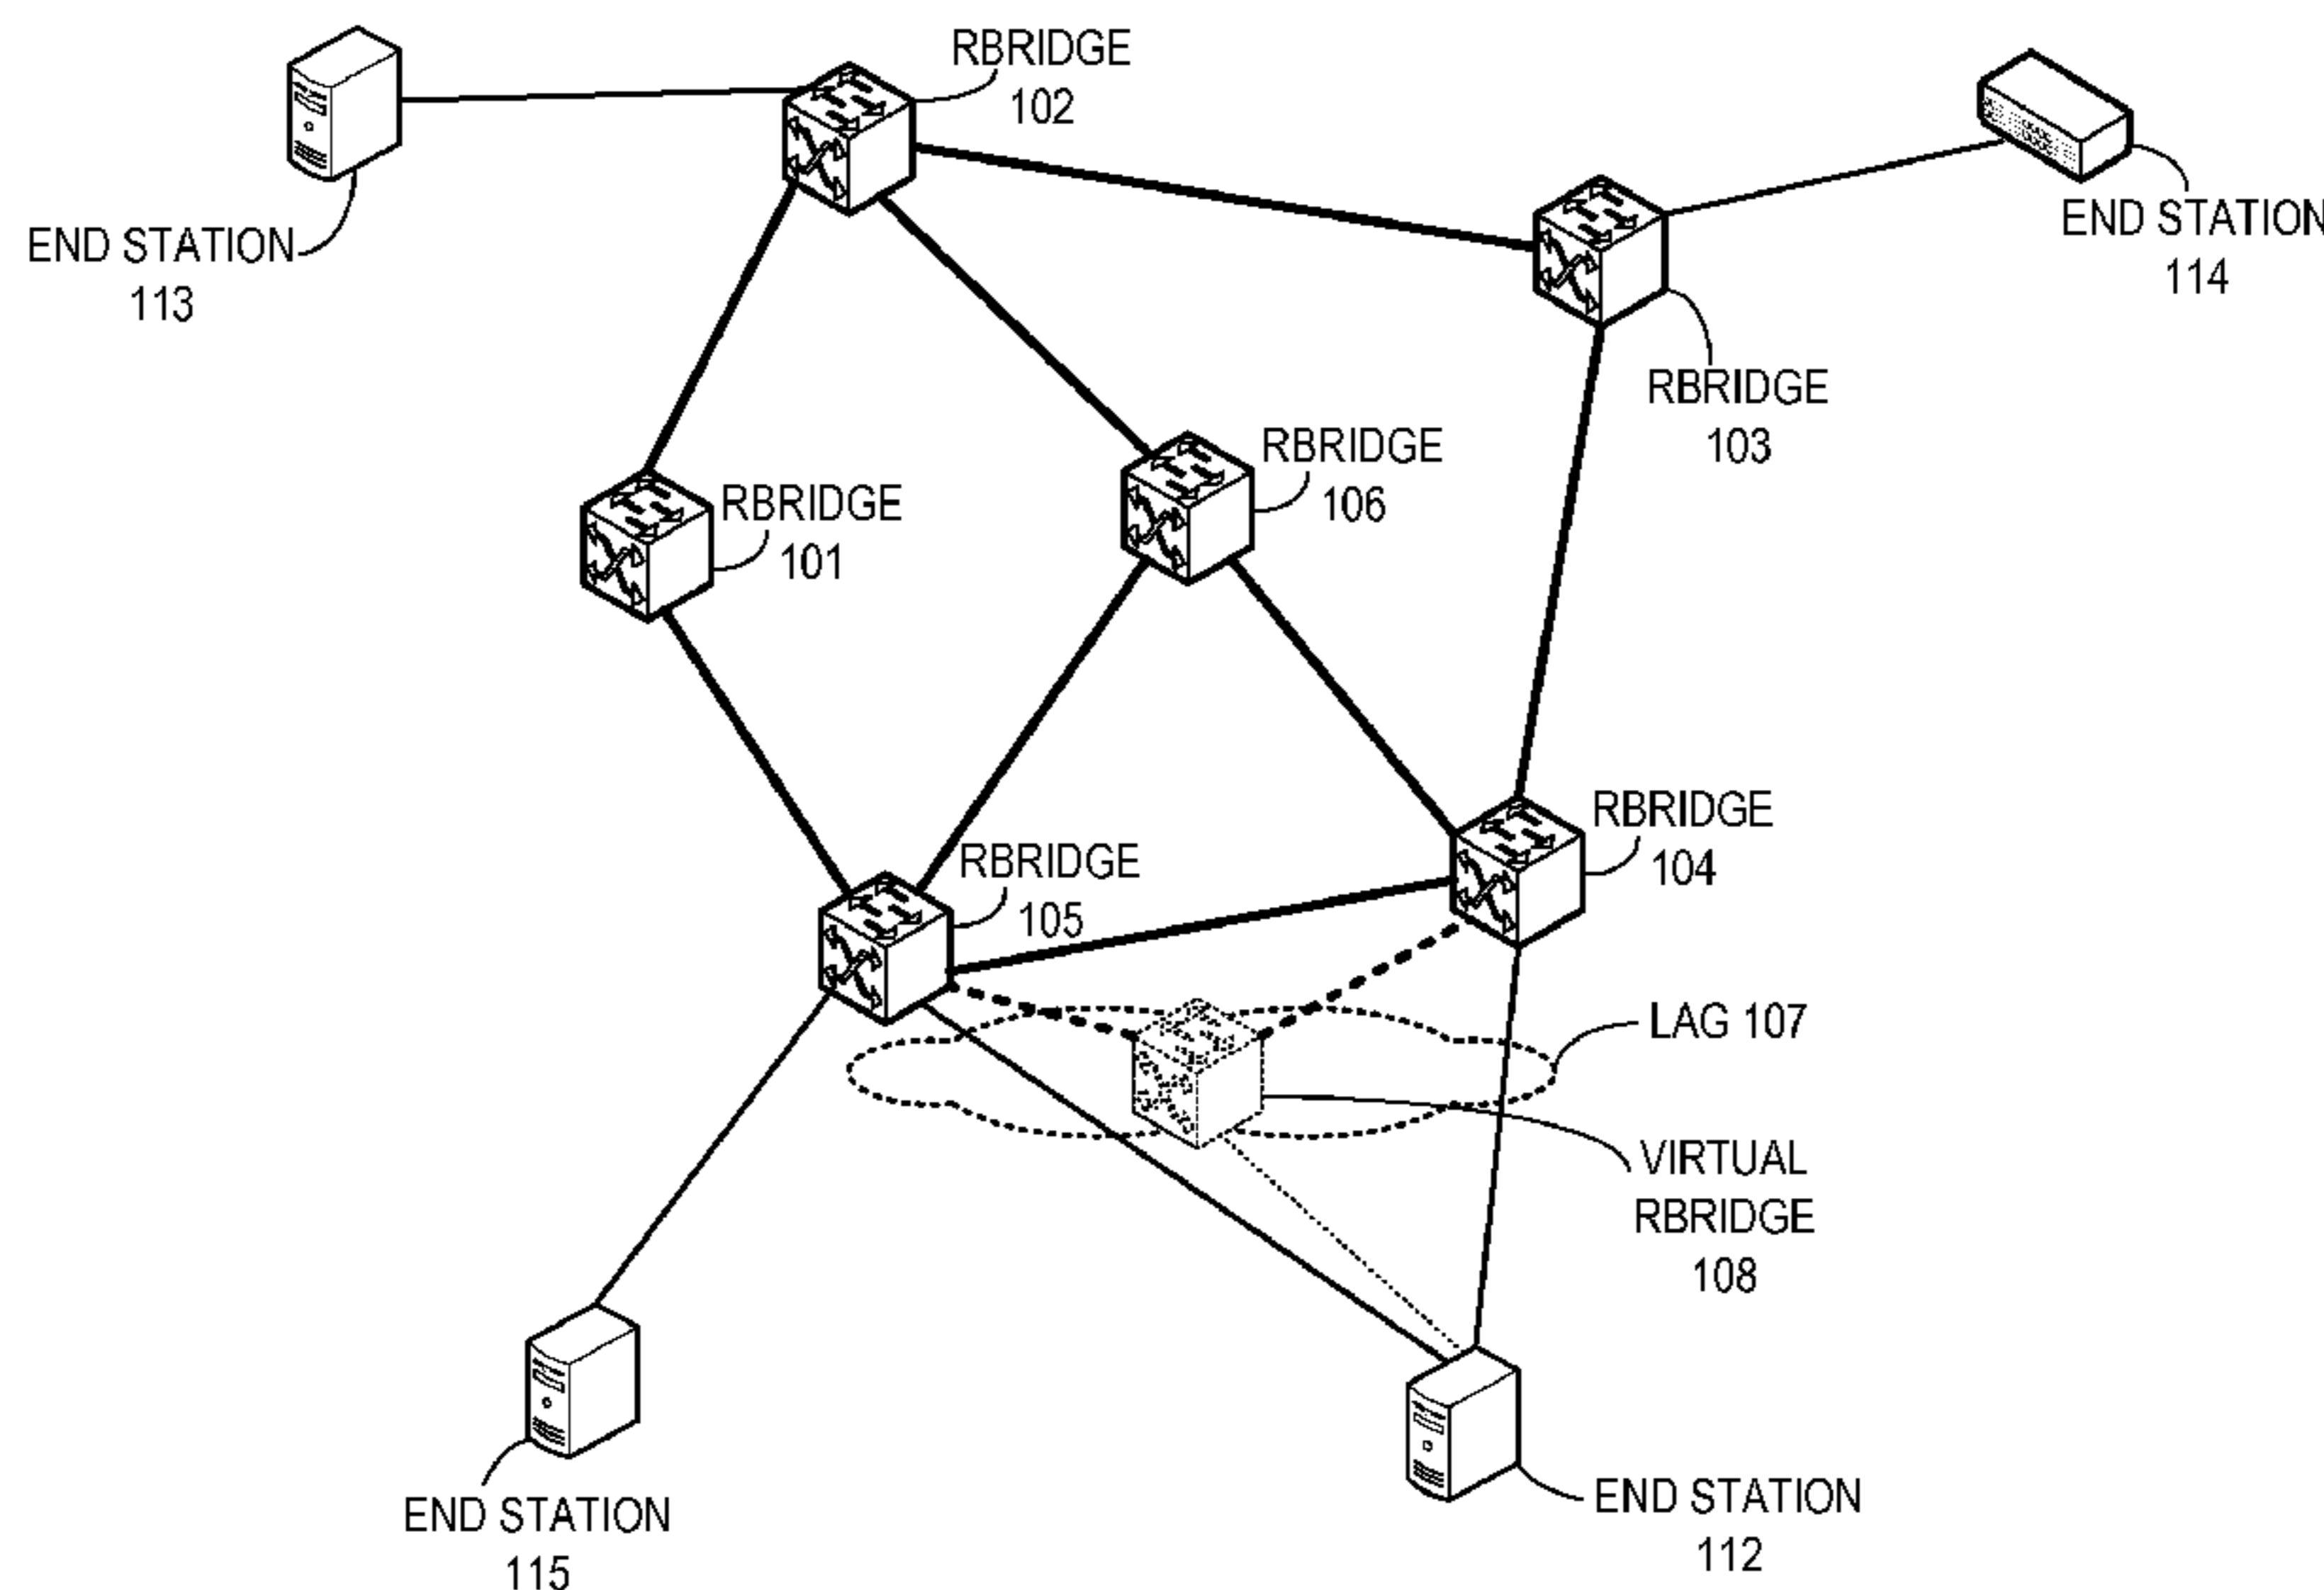 RBRIDGE
102
END STATION
113
END STATION
114
RBRIDGE
103
RBRIDGE
106
RBRIDGE
101
RBRIDGE
104
RBRIDGE
105
LAG 107
VIRTUAL
RBRIDGE
108
END STATION
115
END STATION
112